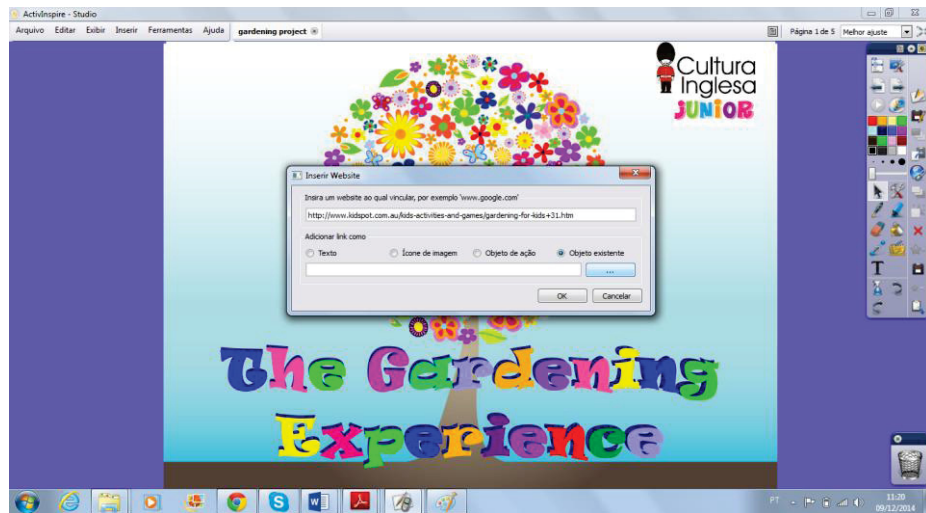 ActivInspire - Studio
Arquivo Editar Exibir Inserir Ferramentas Ajuda gardening project Página 1 de 5 Melhor ajuste
Cultura
Inglesa
JUNIOR
Inserir Website
Insira um website ao qual vincular, por exemplo 'www.google.com'
http://www.kidspot.com.au/kids-activities-and-games/gardering-for-kids+31.htm
Adicionar link como
Texto Ícone de imagem Objeto de ação Objeto existente
...
OK Cancelar
The Gardening
Experience
PT 11:20
09/12/2014